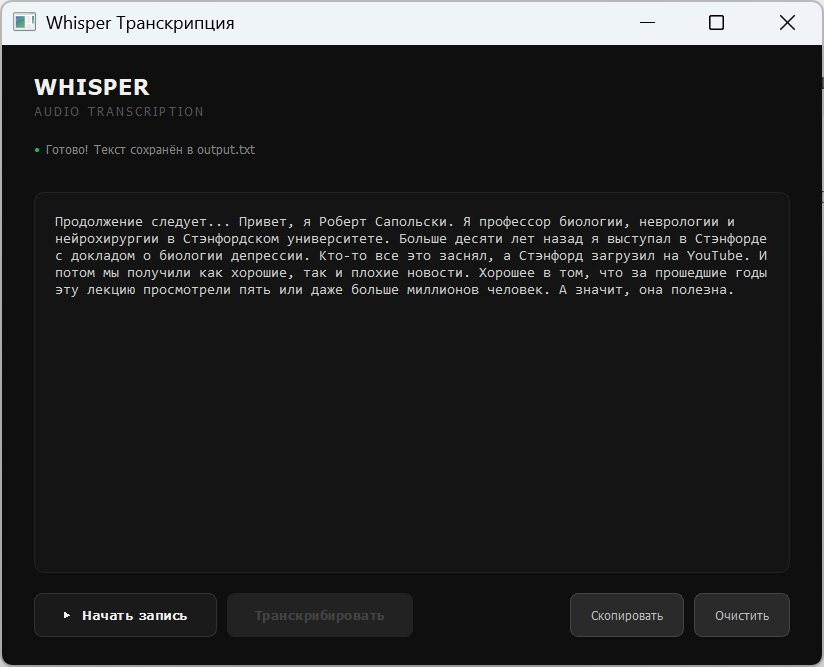 Whisper Транскрипция
WHISPER
AUDIO TRANSCRIPTION
Готово! Текст сохранён в output.txt
Продолжение следует... Привет, я Роберт Сапольски. Я профессор биологии, неврологии и
нейрохирургии в Стэнфордском университете. Больше десяти лет назад я выступал в Стэнфорде
с докладом о биологии депрессии. Кто-то все это заснял, а Стэнфорд загрузил на YouTube. И
потом мы получили как хорошие, так и плохие новости. Хорошее в том, что за прошедшие годы
эту лекцию просмотрели пять или даже больше миллионов человек. А значит, она полезна.
Начать запись
Транскрибировать
Скопировать
Очистить